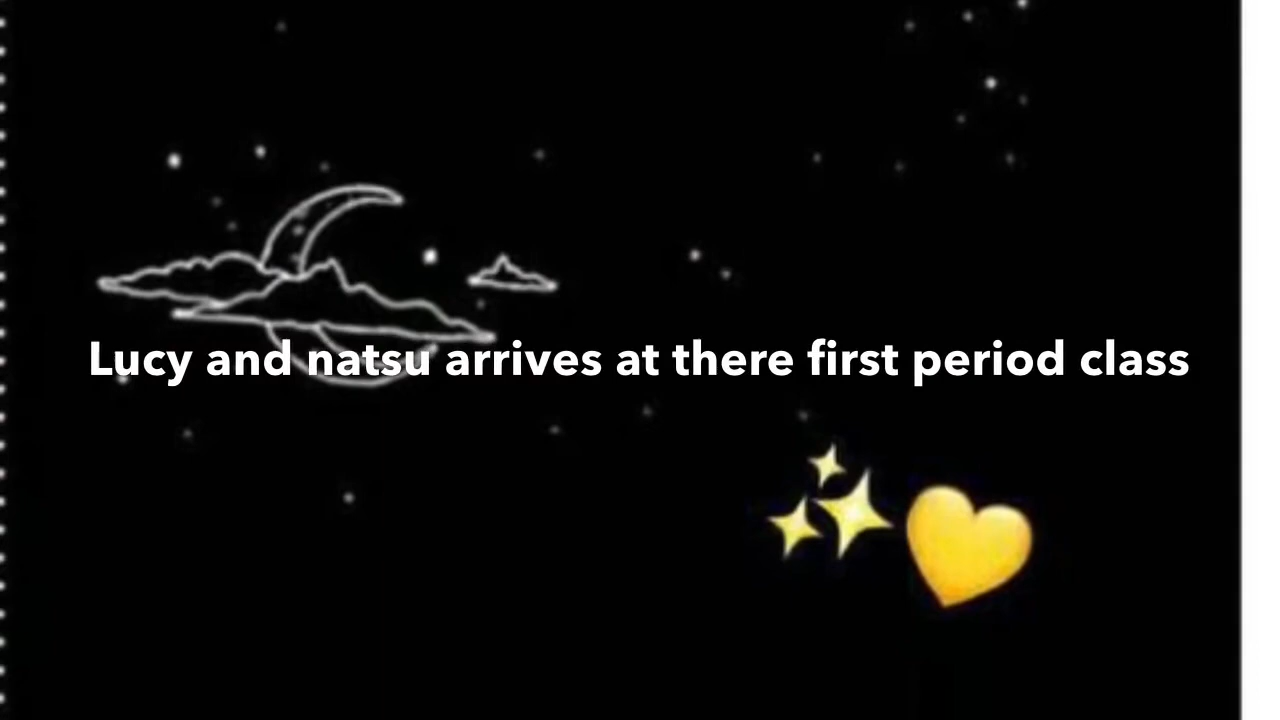 Lucy and natsu arrives at there first period class